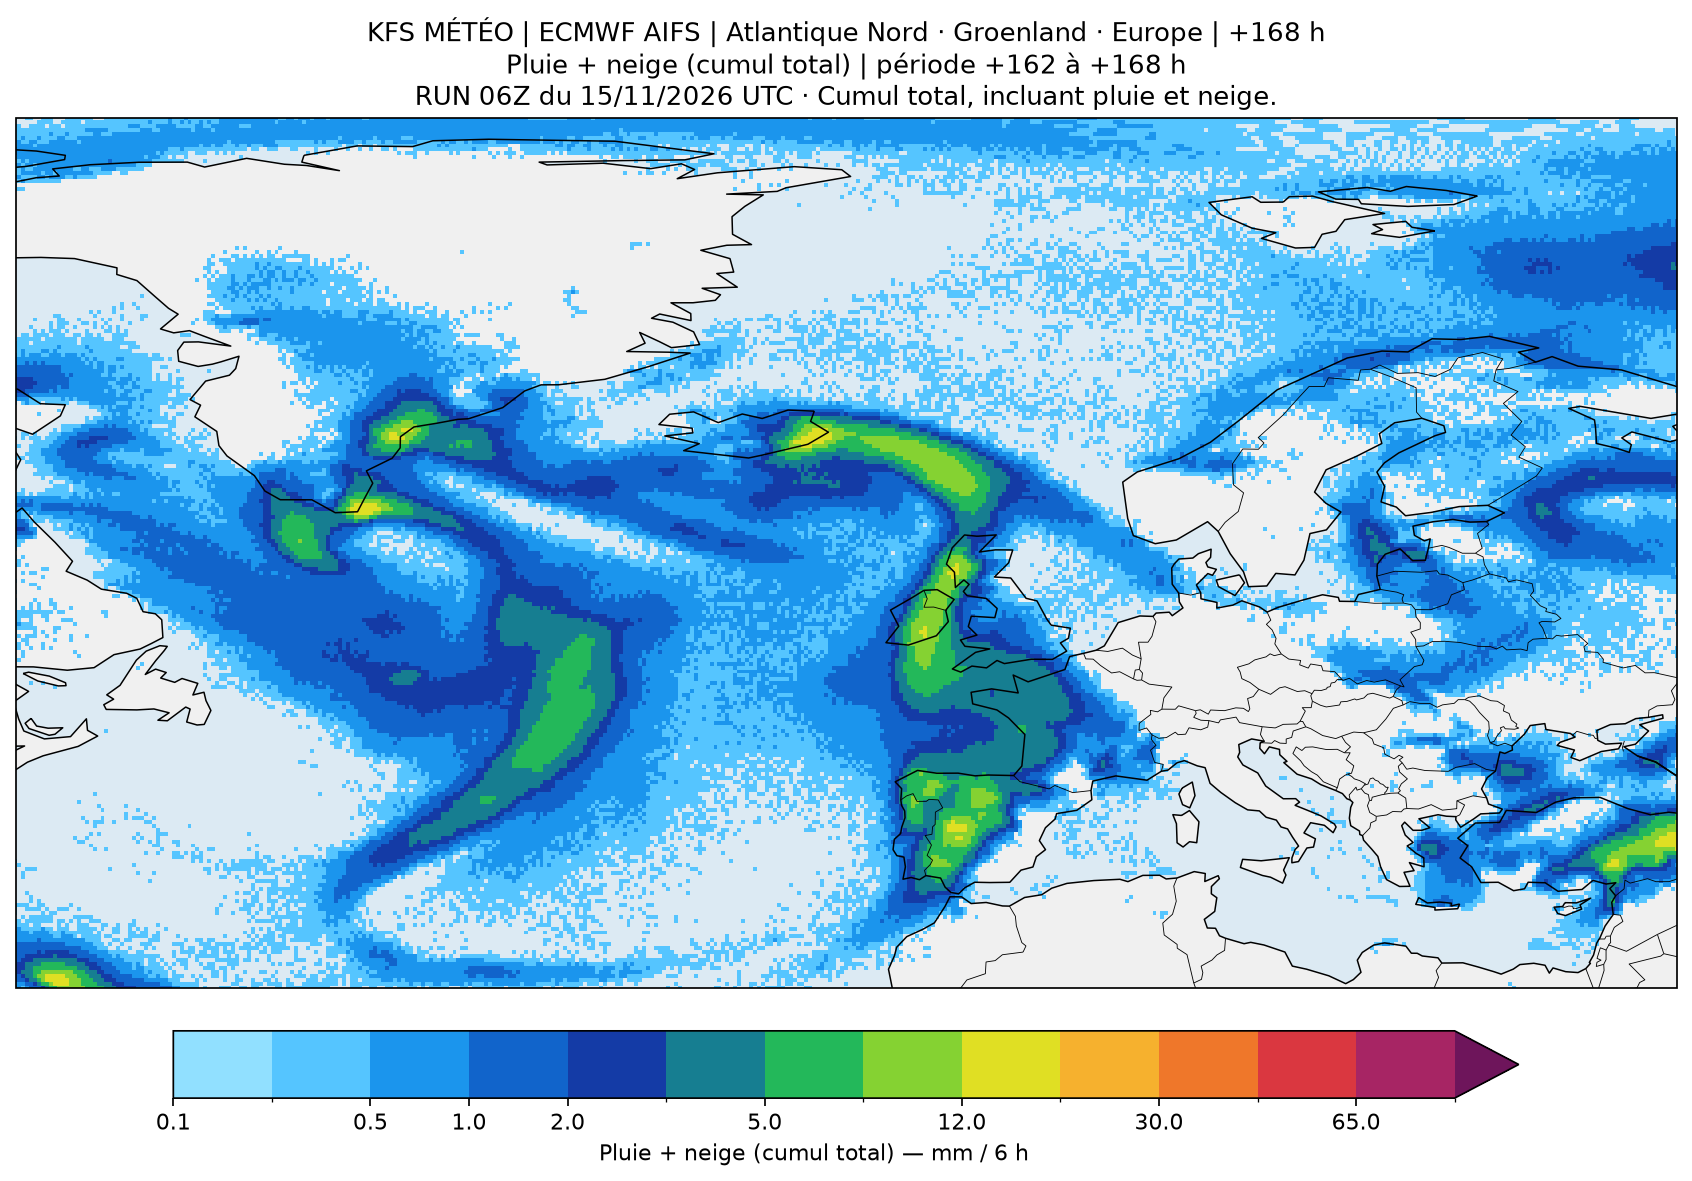 KFS MÉTÉO | ECMWF AIFS | Atlantique Nord · Groenland · Europe | +168 h
Pluie + neige (cumul total) | période +162 à +168 h
RUN 06Z du 15/11/2026 UTC · Cumul total, incluant pluie et neige.
0.1 0.5 1.0 2.0 5.0 12.0 30.0 65.0
Pluie + neige (cumul total) — mm / 6 h